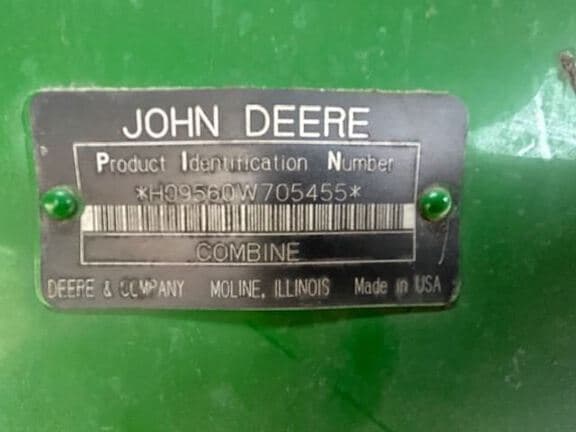 JOHN DEERE
Product Identification Number
*H09560W705455*
COMBINE
DEERE & COMPANY MOLINE, ILLINOIS Made in USA